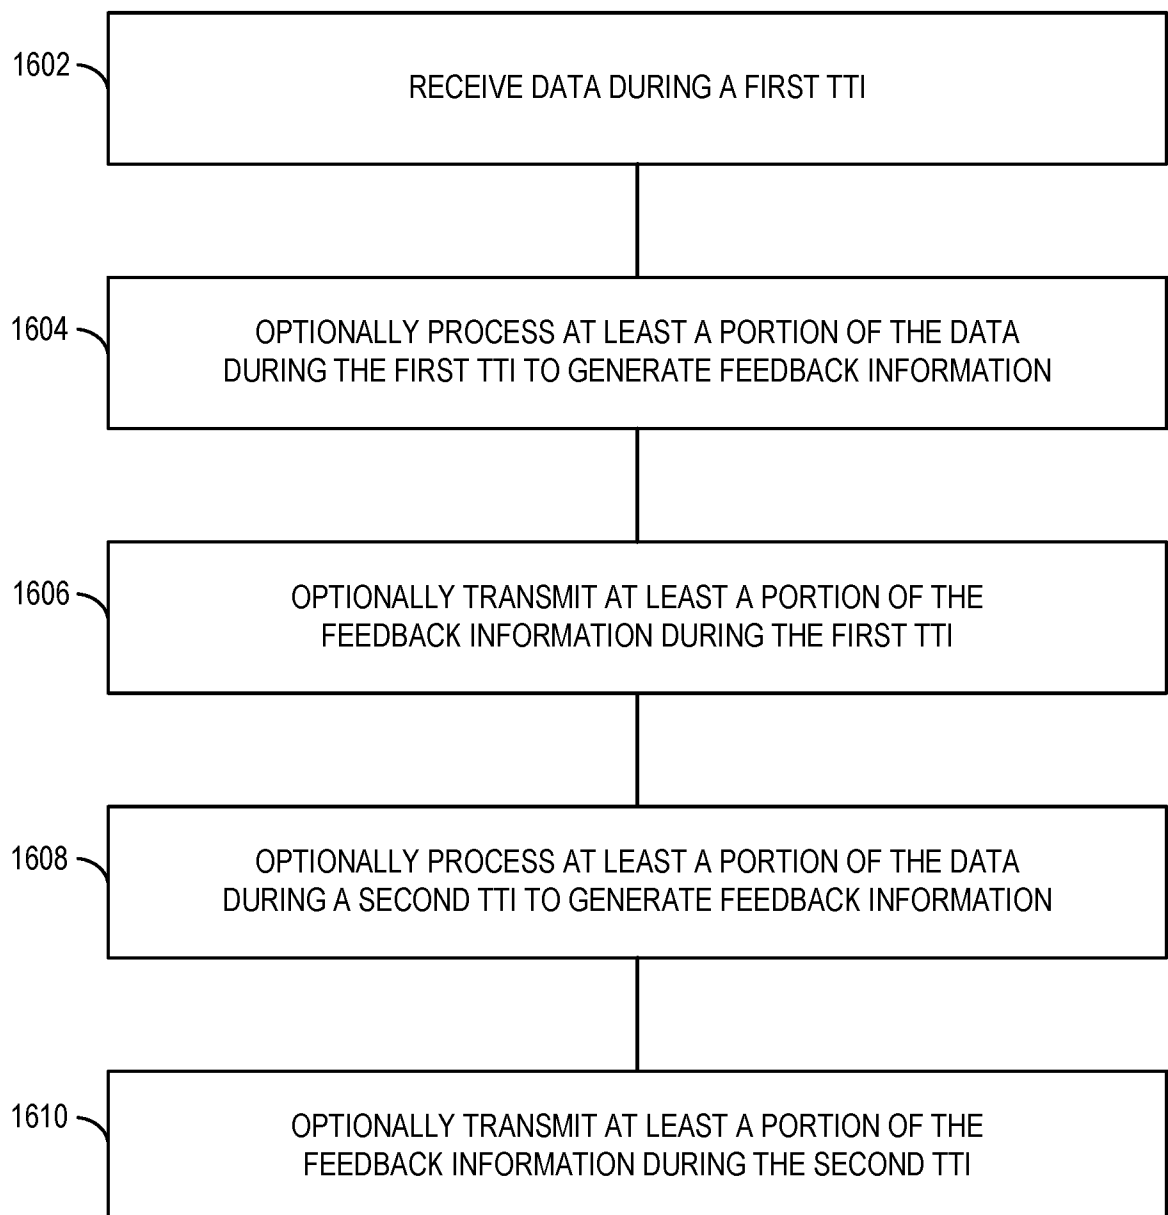 1602
RECEIVE DATA DURING A FIRST TTI
1604
OPTIONALLY PROCESS AT LEAST A PORTION OF THE DATA
DURING THE FIRST TTI TO GENERATE FEEDBACK INFORMATION
1606
OPTIONALLY TRANSMIT AT LEAST A PORTION OF THE
FEEDBACK INFORMATION DURING THE FIRST TTI
1608
OPTIONALLY PROCESS AT LEAST A PORTION OF THE DATA
DURING A SECOND TTI TO GENERATE FEEDBACK INFORMATION
1610
OPTIONALLY TRANSMIT AT LEAST A PORTION OF THE
FEEDBACK INFORMATION DURING THE SECOND TTI